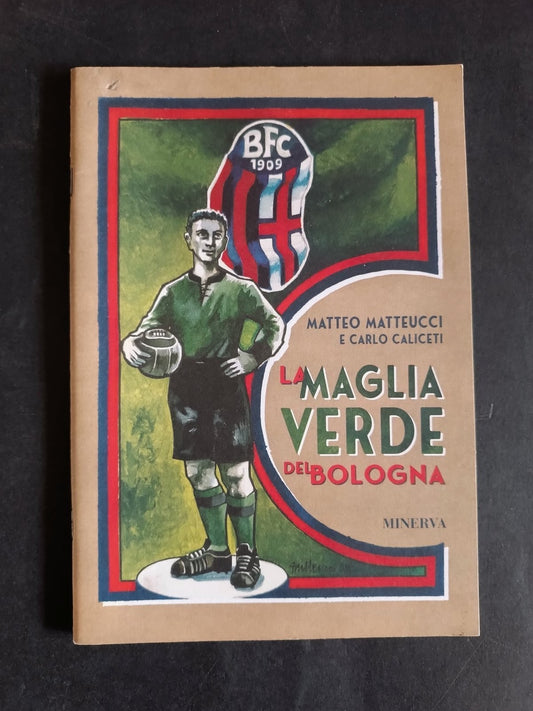 BFC
1909
MATTEO MATTEUCCI
E CARLO CALICETI
LA MAGLIA
VERDE
DEL BOLOGNA
MINERVA